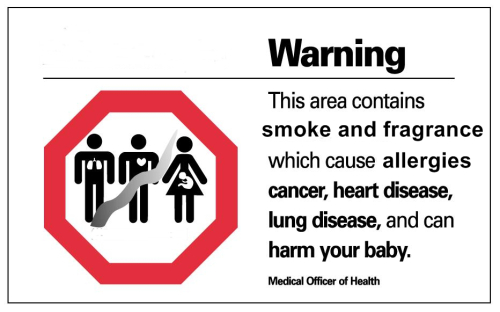 Warning
This area contains
smoke and fragrance
which cause allergies
cancer, heart disease,
lung disease, and can
harm your baby.
Medical Officer of Health